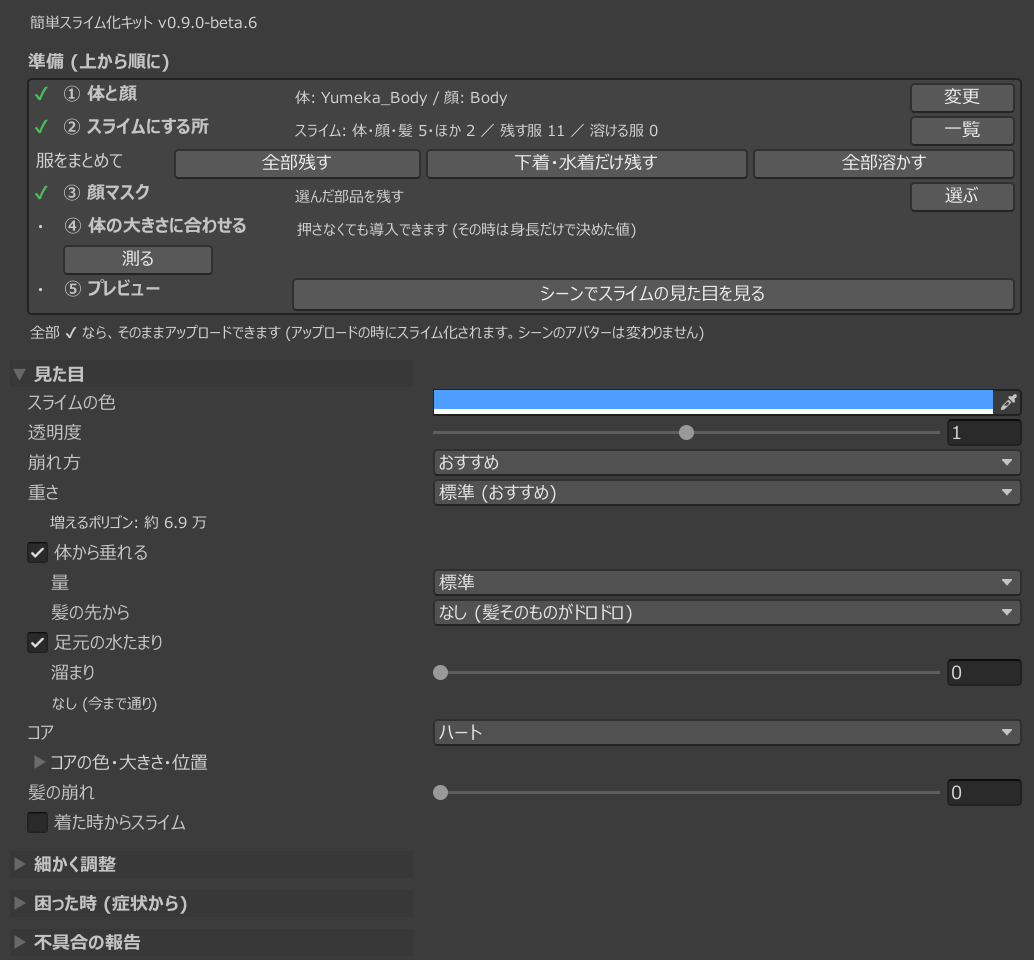 簡単スライム化キット v0.9.0-beta.6
準備 (上から順に)
✓ ① 体と顔 体: Yumeka_Body / 顔: Body 変更
✓ ② スライムにする所 スライム: 体・顔・髪 5・ほか 2 ／ 残す服 11 ／ 溶ける服 0 一覧
服をまとめて 全部残す 下着・水着だけ残す 全部溶かす
✓ ③ 顔マスク 選んだ部品を残す 選ぶ
・ ④ 体の大きさに合わせる 押さなくても導入できます (その時は身長だけで決めた値)
測る
・ ⑤ プレビュー シーンでスライムの見た目を見る
全部 ✓ なら、そのままアップロードできます (アップロードの時にスライム化されます。シーンのアバターは変わりません)
見た目
スライムの色
透明度 1
崩れ方 おすすめ
重さ 標準 (おすすめ)
増えるポリゴン: 約 6.9 万
体から垂れる
量 標準
髪の先から なし (髪そのものがドロドロ)
足元の水たまり
溜まり 0
なし (今まで通り)
コア ハート
コアの色・大きさ・位置
髪の崩れ 0
着た時からスライム
細かく調整
困った時 (症状から)
不具合の報告